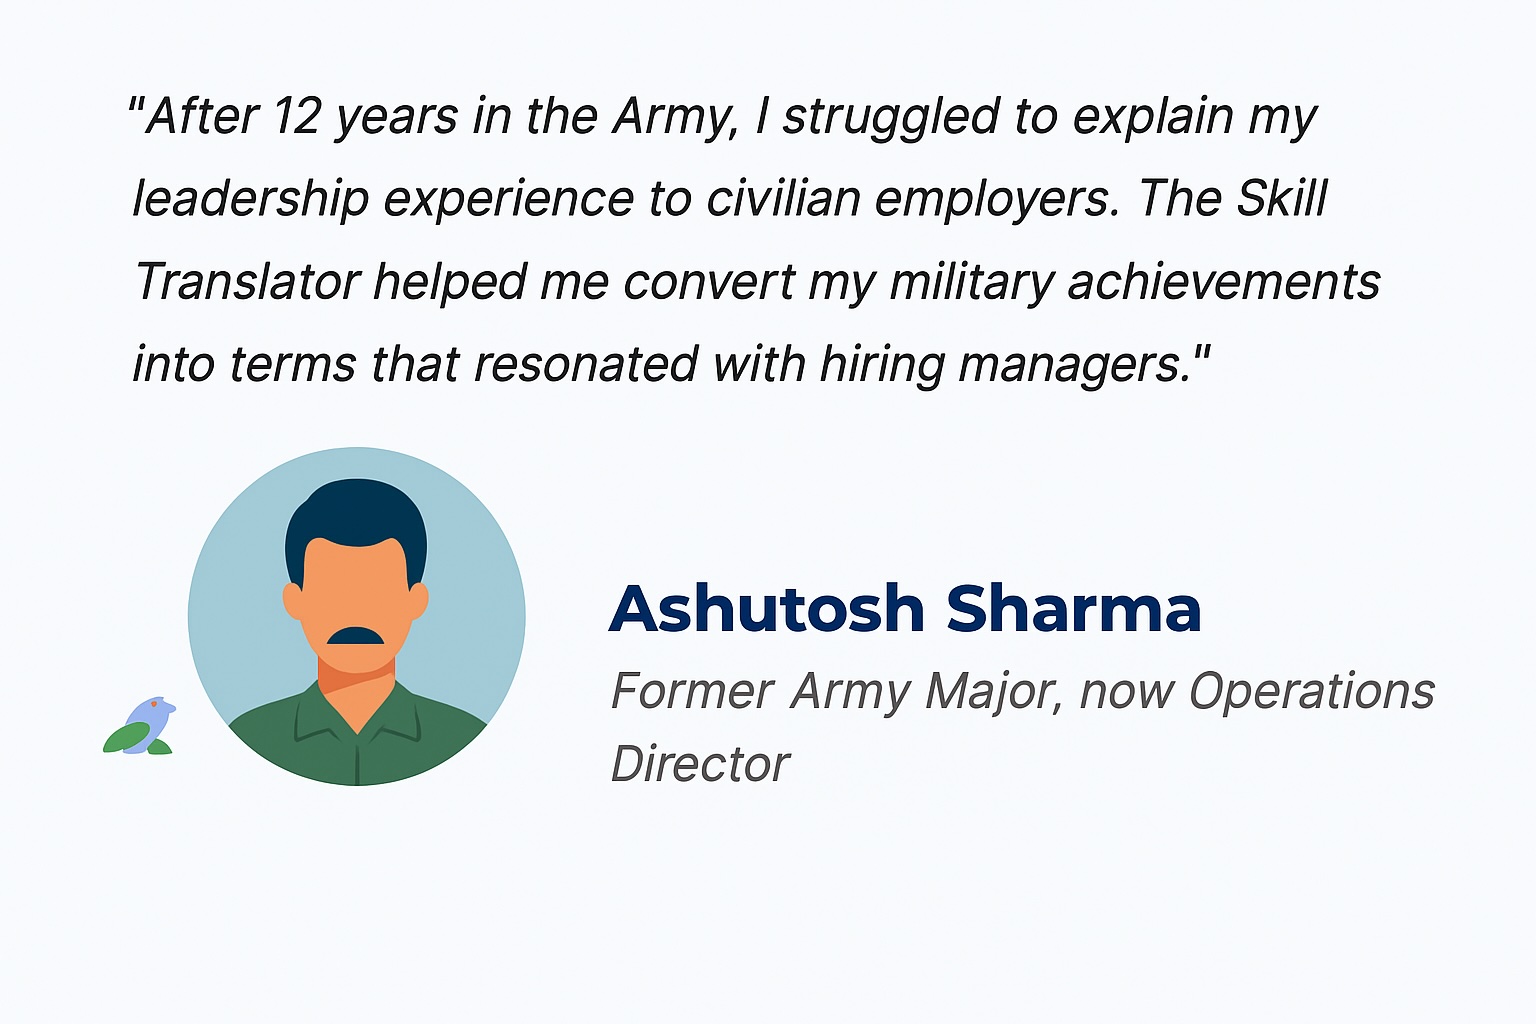 "After 12 years in the Army, I struggled to explain my
leadership experience to civilian employers. The Skill
Translator helped me convert my military achievements
into terms that resonated with hiring managers."
Ashutosh Sharma
Former Army Major, now Operations
Director